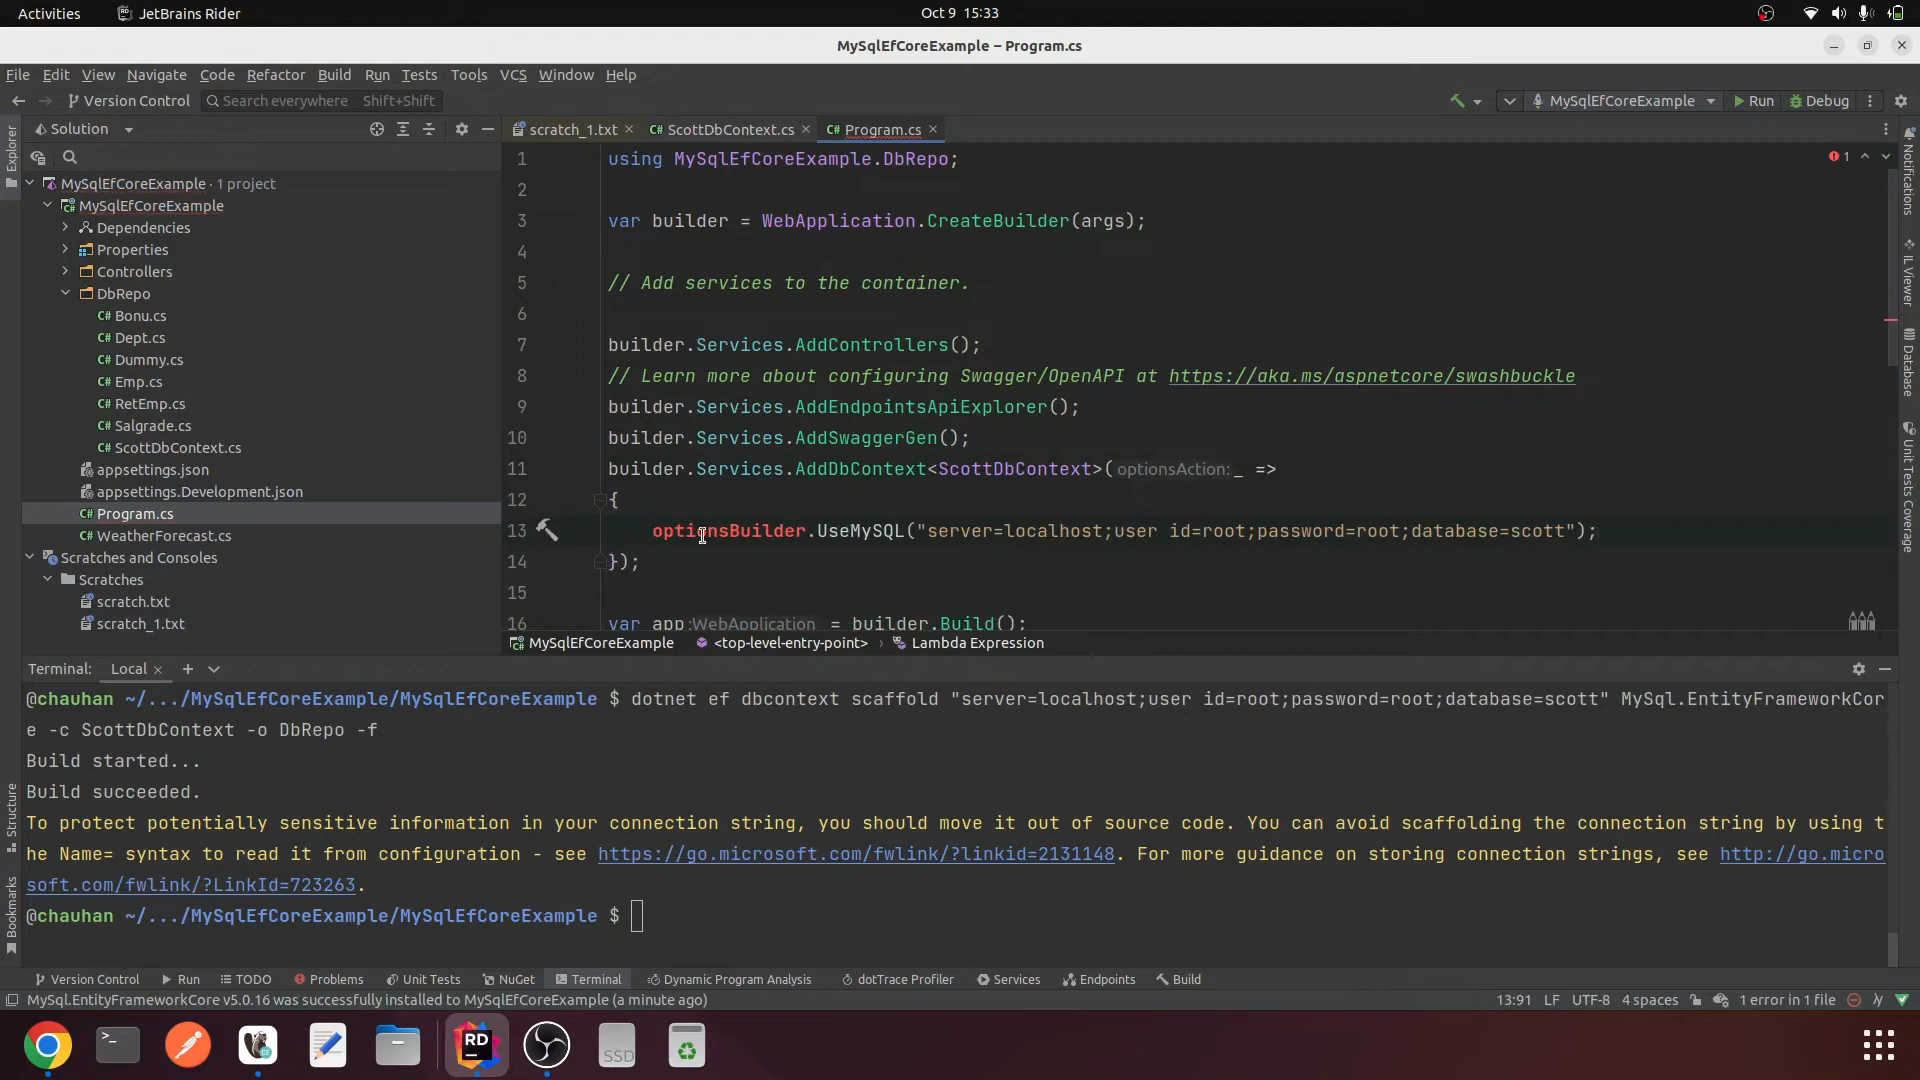 Activities
JetBrains Rider
Oct 9 15:33
MySqlEfCoreExample – Program.cs
File Edit View Navigate Code Refactor Build Run Tests Tools VCS Window Help
Version Control
Search everywhere Shift+Shift
MySqlEfCoreExample
Run
Debug
Explorer
Solution
MySqlEfCoreExample · 1 project
MySqlEfCoreExample
Dependencies
Properties
Controllers
DbRepo
C# Bonu.cs
C# Dept.cs
C# Dummy.cs
C# Emp.cs
C# RetEmp.cs
C# Salgrade.cs
C# ScottDbContext.cs
appsettings.json
appsettings.Development.json
C# Program.cs
C# WeatherForecast.cs
Scratches and Consoles
Scratches
scratch.txt
scratch_1.txt
scratch_1.txt
C# ScottDbContext.cs
C# Program.cs
1
1 using MySqlEfCoreExample.DbRepo;
2
3 var builder = WebApplication.CreateBuilder(args);
4
5 // Add services to the container.
6
7 builder.Services.AddControllers();
8 // Learn more about configuring Swagger/OpenAPI at https://aka.ms/aspnetcore/swashbuckle
9 builder.Services.AddEndpointsApiExplorer();
10 builder.Services.AddSwaggerGen();
11 builder.Services.AddDbContext<ScottDbContext>(optionsAction: _ =>
12 {
13 optionsBuilder.UseMySQL("server=localhost;user id=root;password=root;database=scott");
14 });
15
16 var app :WebApplication = builder.Build();
MySqlEfCoreExample
<top-level-entry-point>
Lambda Expression
Notifications
IL Viewer
Database
Unit Tests Coverage
Terminal: Local
@chauhan ~/.../MySqlEfCoreExample/MySqlEfCoreExample $ dotnet ef dbcontext scaffold "server=localhost;user id=root;password=root;database=scott" MySql.EntityFrameworkCor
e -c ScottDbContext -o DbRepo -f
Build started...
Build succeeded.
To protect potentially sensitive information in your connection string, you should move it out of source code. You can avoid scaffolding the connection string by using t
he Name= syntax to read it from configuration - see https://go.microsoft.com/fwlink/?linkid=2131148. For more guidance on storing connection strings, see http://go.micro
soft.com/fwlink/?LinkId=723263.
@chauhan ~/.../MySqlEfCoreExample/MySqlEfCoreExample $
Structure
Bookmarks
Version Control
Run
TODO
Problems
Unit Tests
NuGet
Terminal
Dynamic Program Analysis
dotTrace Profiler
Services
Endpoints
Build
MySql.EntityFrameworkCore v5.0.16 was successfully installed to MySqlEfCoreExample (a minute ago)
13:91 LF UTF-8 4 spaces
1 error in 1 file
RD
SSD